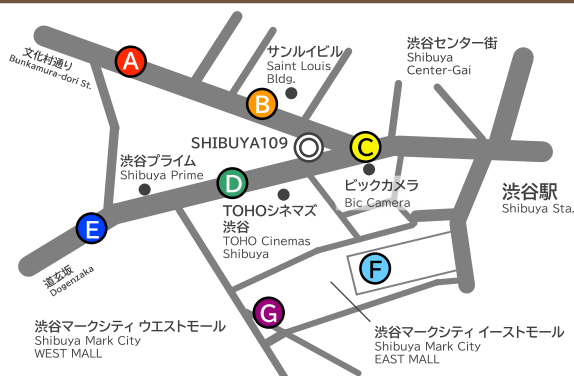 文化村通り
Bunkamura-dori St.
A
B
サンルイビル
Saint Louis
Bldg.
渋谷センター街
Shibuya
Center-Gai
SHIBUYA109
C
渋谷プライム
Shibuya Prime
D
ビックカメラ
Bic Camera
渋谷駅
Shibuya Sta.
TOHOシネマズ
渋谷
TOHO Cinemas
Shibuya
E
道玄坂
Dogenzaka
F
G
渋谷マークシティ ウエストモール
Shibuya Mark City
WEST MALL
渋谷マークシティ イーストモール
Shibuya Mark City
EAST MALL